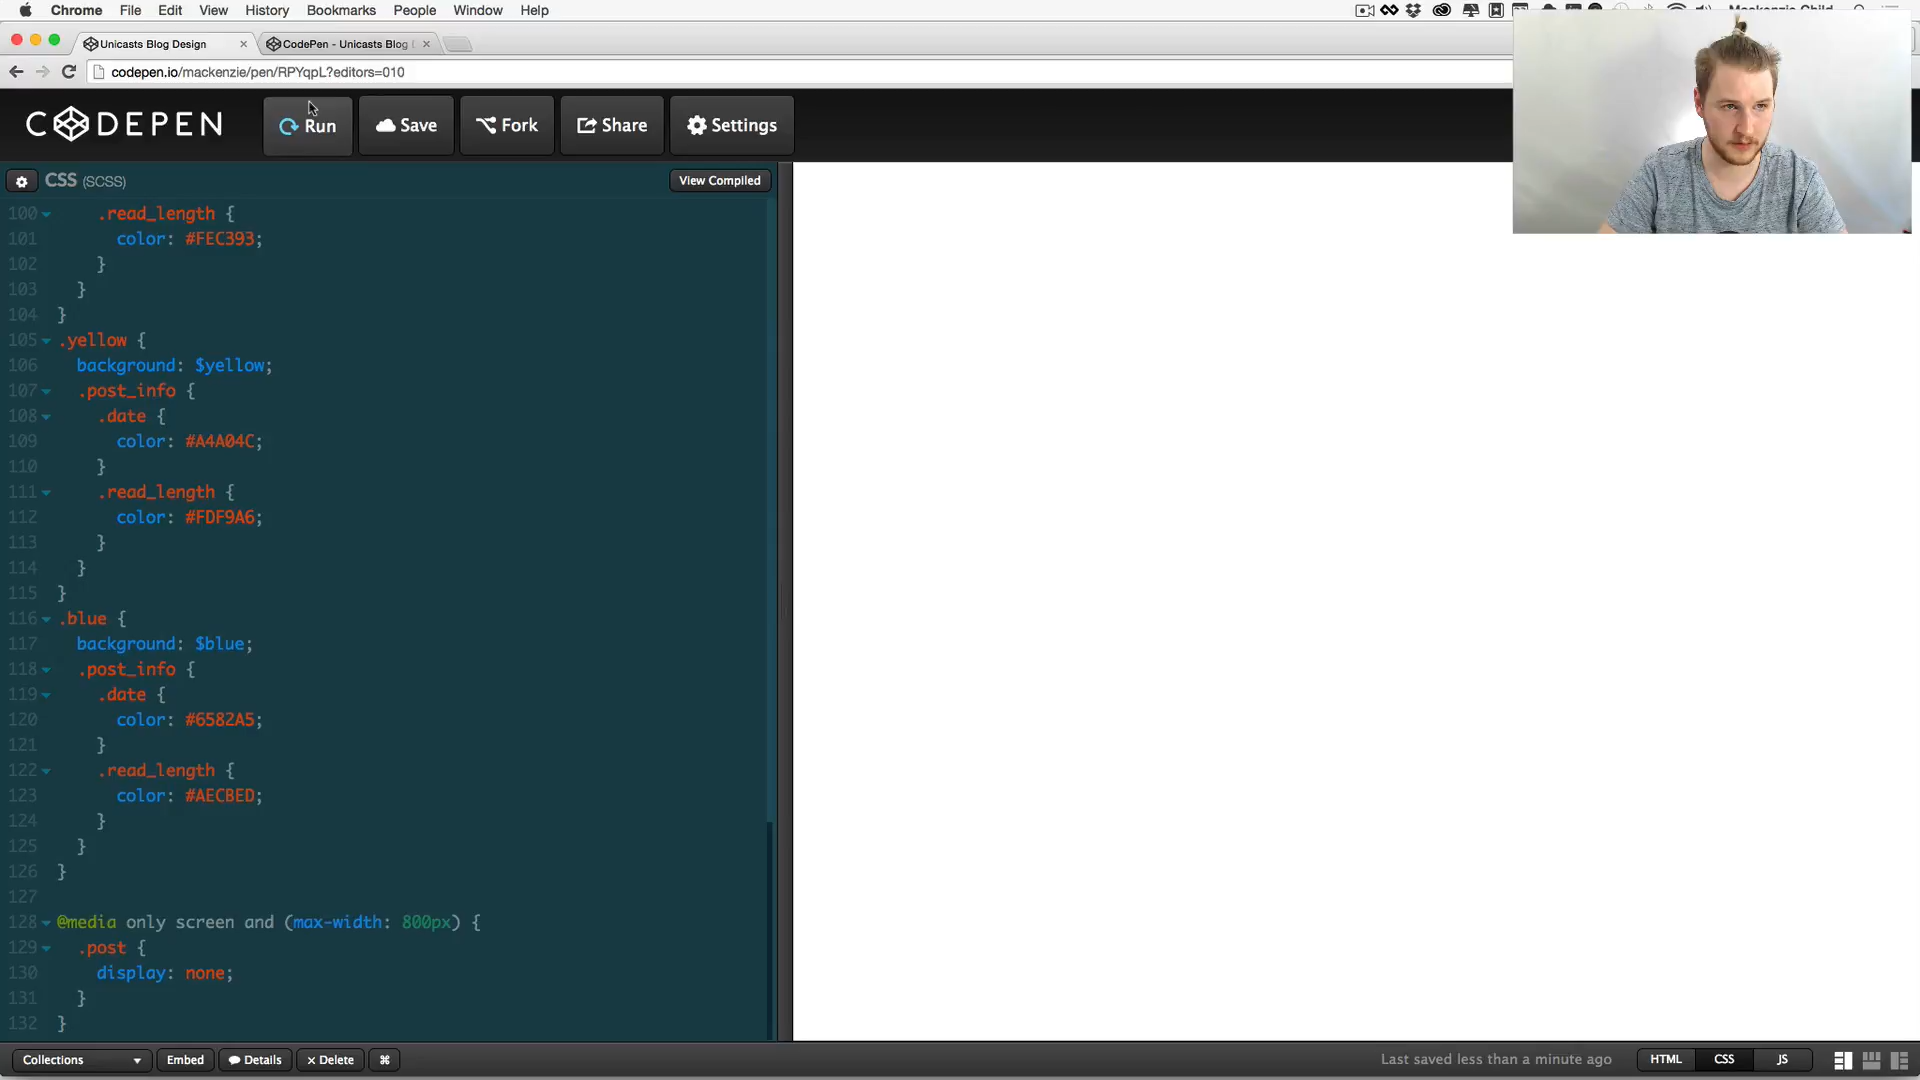 Chrome File Edit View History Bookmarks People Window Help
Unicasts Blog Design
CodePen - Unicasts Blog
codepen.io/mackenzie/pen/RPYqpL?editors=010
CODEPEN Run Save Fork Share Settings
CSS (SCSS) View Compiled
100 .read_length {
101 color: #FEC393;
102 }
103 }
104 }
105 .yellow {
106 background: $yellow;
107 .post_info {
108 .date {
109 color: #A4A04C;
110 }
111 .read_length {
112 color: #FDF9A6;
113 }
114 }
115 }
116 .blue {
117 background: $blue;
118 .post_info {
119 .date {
120 color: #6582A5;
121 }
122 .read_length {
123 color: #AECBED;
124 }
125 }
126 }
127
128 @media only screen and (max-width: 800px) {
129 .post {
130 display: none;
131 }
132 }
Collections Embed Details × Delete ⌘ Last saved less than a minute ago HTML CSS JS